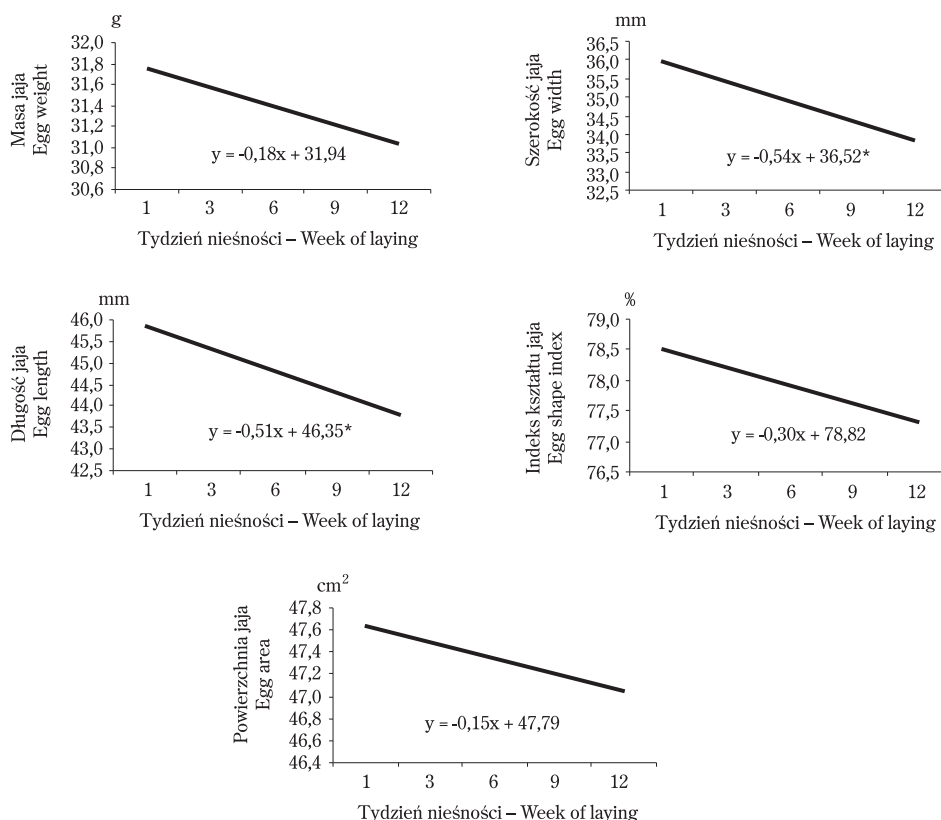 g
Masa jaja
Egg weight
32,0
31,8
31,6
31,4
31,2
31,0
30,6
y = -0,18x + 31,94
1 3 6 9 12
Tydzień nieśności – Week of laying
mm
Szerokość jaja
Egg width
36,5
36,0
35,5
35,0
34,5
34,0
33,5
33,0
32,5
y = -0,54x + 36,52*
1 3 6 9 12
Tydzień nieśności – Week of laying
mm
Długość jaja
Egg length
46,0
45,5
45,0
44,5
44,0
43,5
43,0
42,5
y = -0,51x + 46,35*
1 3 6 9 12
Tydzień nieśności – Week of laying
%
Indeks kształtu jaja
Egg shape index
79,0
78,5
78,0
77,5
77,0
76,5
y = -0,30x + 78,82
1 3 6 9 12
Tydzień nieśności – Week of laying
cm²
Powierzchnia jaja
Egg area
47,8
47,6
47,4
47,2
47,0
46,8
46,6
46,4
y = -0,15x + 47,79
1 3 6 9 12
Tydzień nieśności – Week of laying